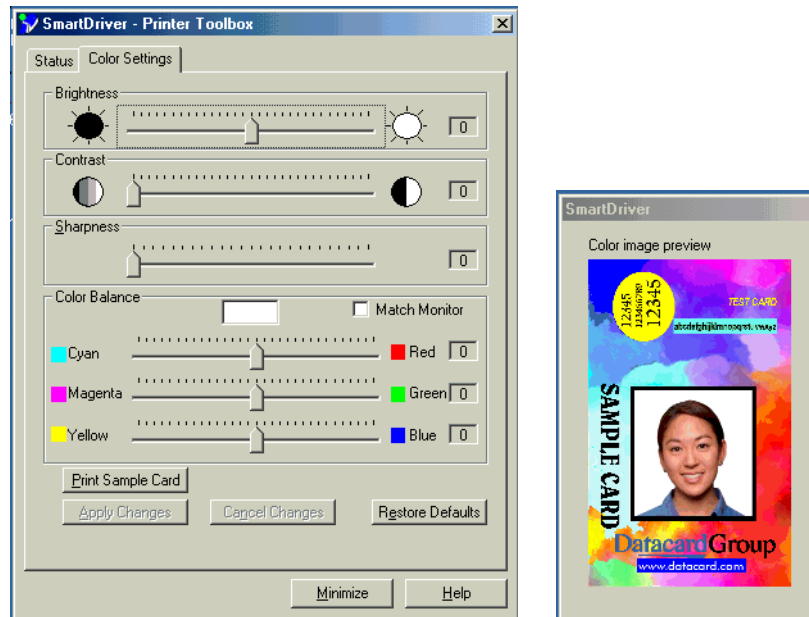 SmartDriver - Printer Toolbox
Status
Color Settings
Brightness
0
Contrast
0
Sharpness
0
Color Balance
Match Monitor
Cyan
Red
0
Magenta
Green
0
Yellow
Blue
0
Print Sample Card
Apply Changes
Cancel Changes
Restore Defaults
Minimize
Help
SmartDriver
Color image preview
12345
12345
TEST CARD
SAMPLE CARD
DatacardGroup
www.datacard.com